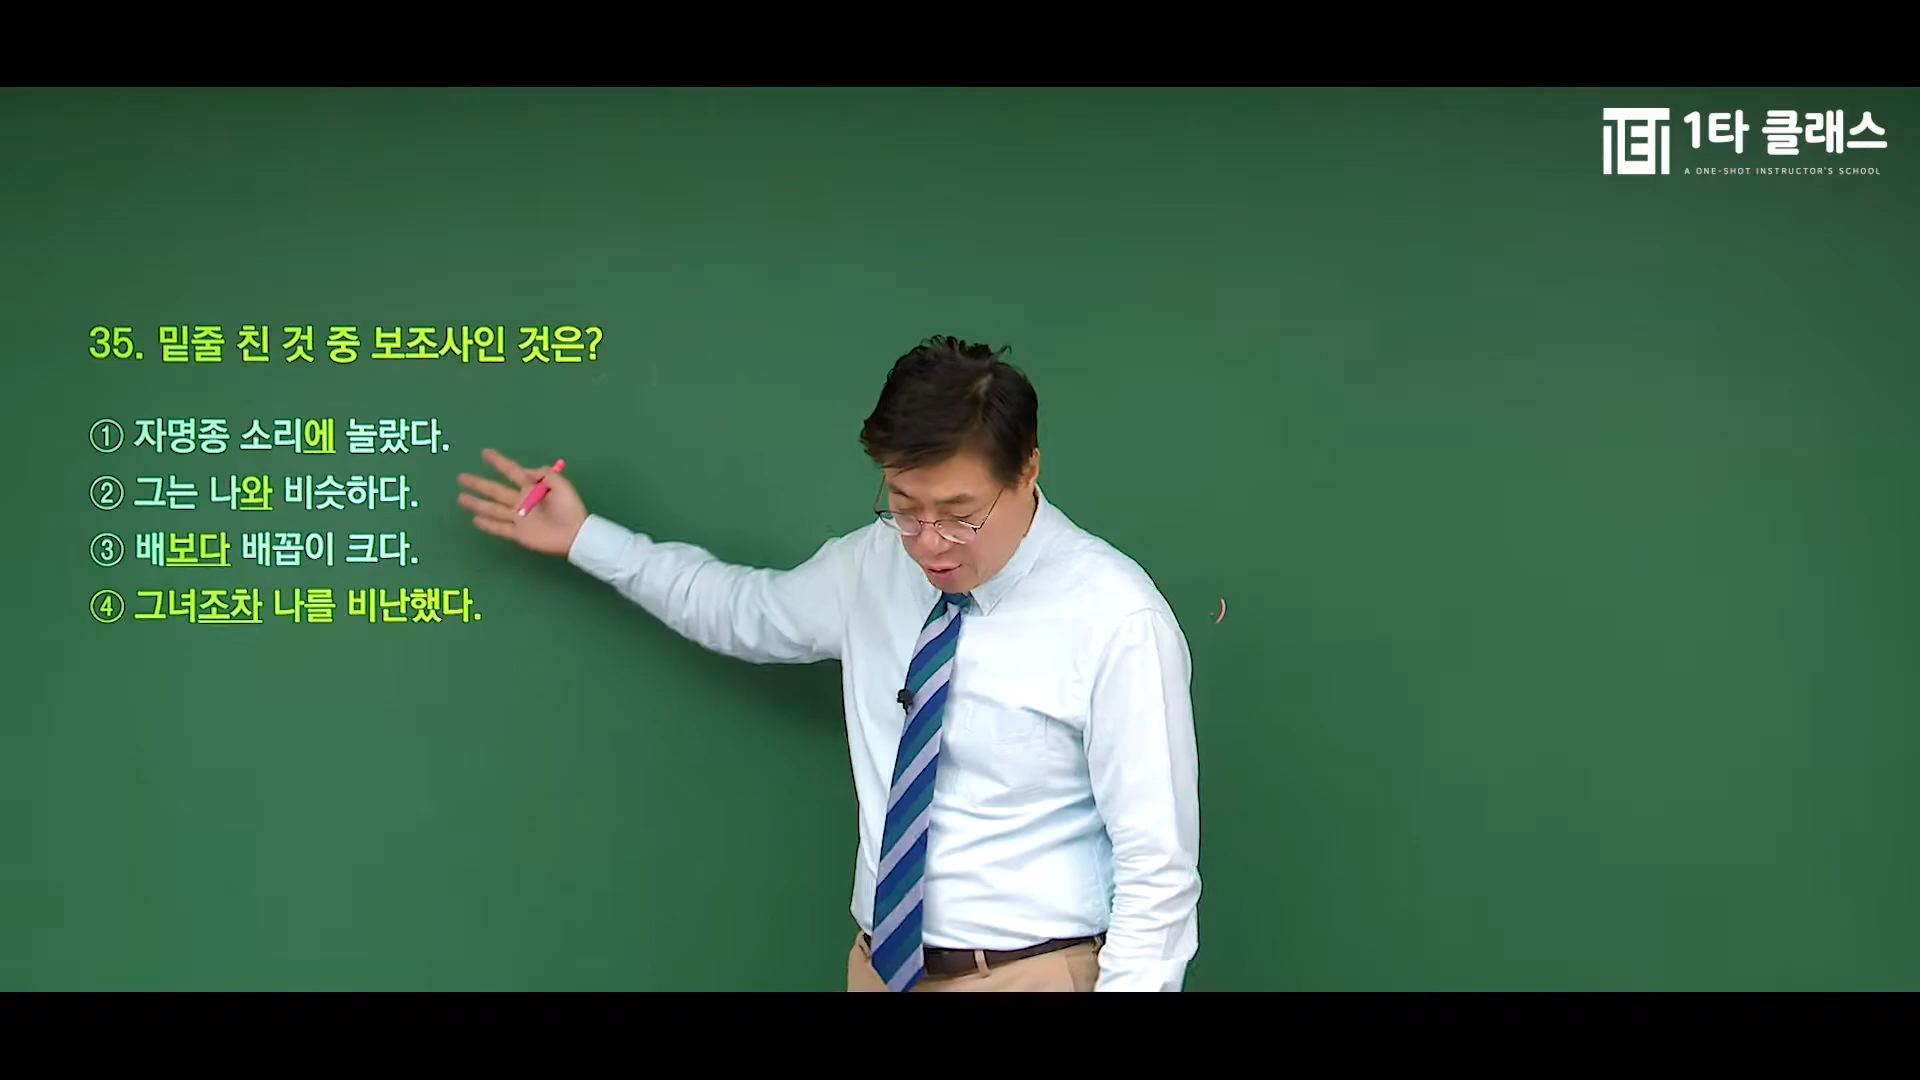 1타 클래스
A ONE-SHOT INSTRUCTOR'S SCHOOL
35. 밑줄 친 것 중 보조사인 것은?
① 자명종 소리에 놀랐다.
② 그는 나와 비슷하다.
③ 배보다 배꼽이 크다.
④ 그녀조차 나를 비난했다.